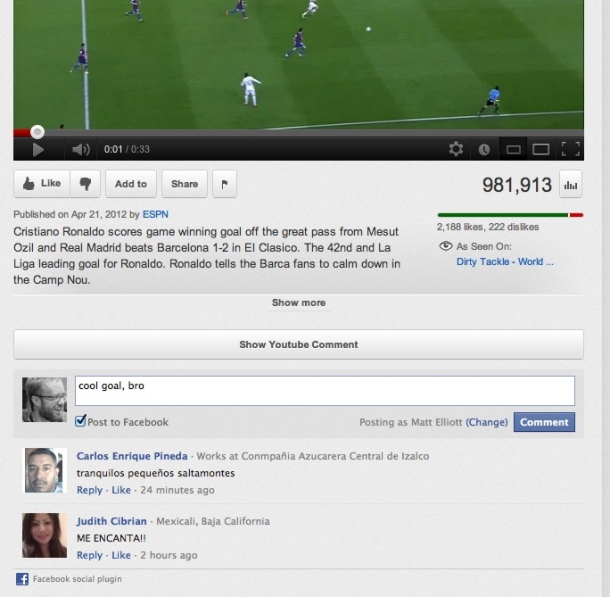 0:01 / 0:33
Like
Add to
Share
981,913
Published on Apr 21, 2012 by ESPN
2,188 likes, 222 dislikes
Cristiano Ronaldo scores game winning goal off the great pass from Mesut
Ozil and Real Madrid beats Barcelona 1-2 in El Clasico. The 42nd and La
Liga leading goal for Ronaldo. Ronaldo tells the Barca fans to calm down in
the Camp Nou.
As Seen On:
Dirty Tackle - World ...
Show more
Show Youtube Comment
cool goal, bro
Post to Facebook
Posting as Matt Elliott (Change)
Comment
Carlos Enrique Pineda · Works at Conmpañia Azucarera Central de Izalco
tranquilos pequeños saltamontes
Reply · Like · 24 minutes ago
Judith Cibrian · Mexicali, Baja California
ME ENCANTA!!
Reply · Like · 2 hours ago
f Facebook social plugin